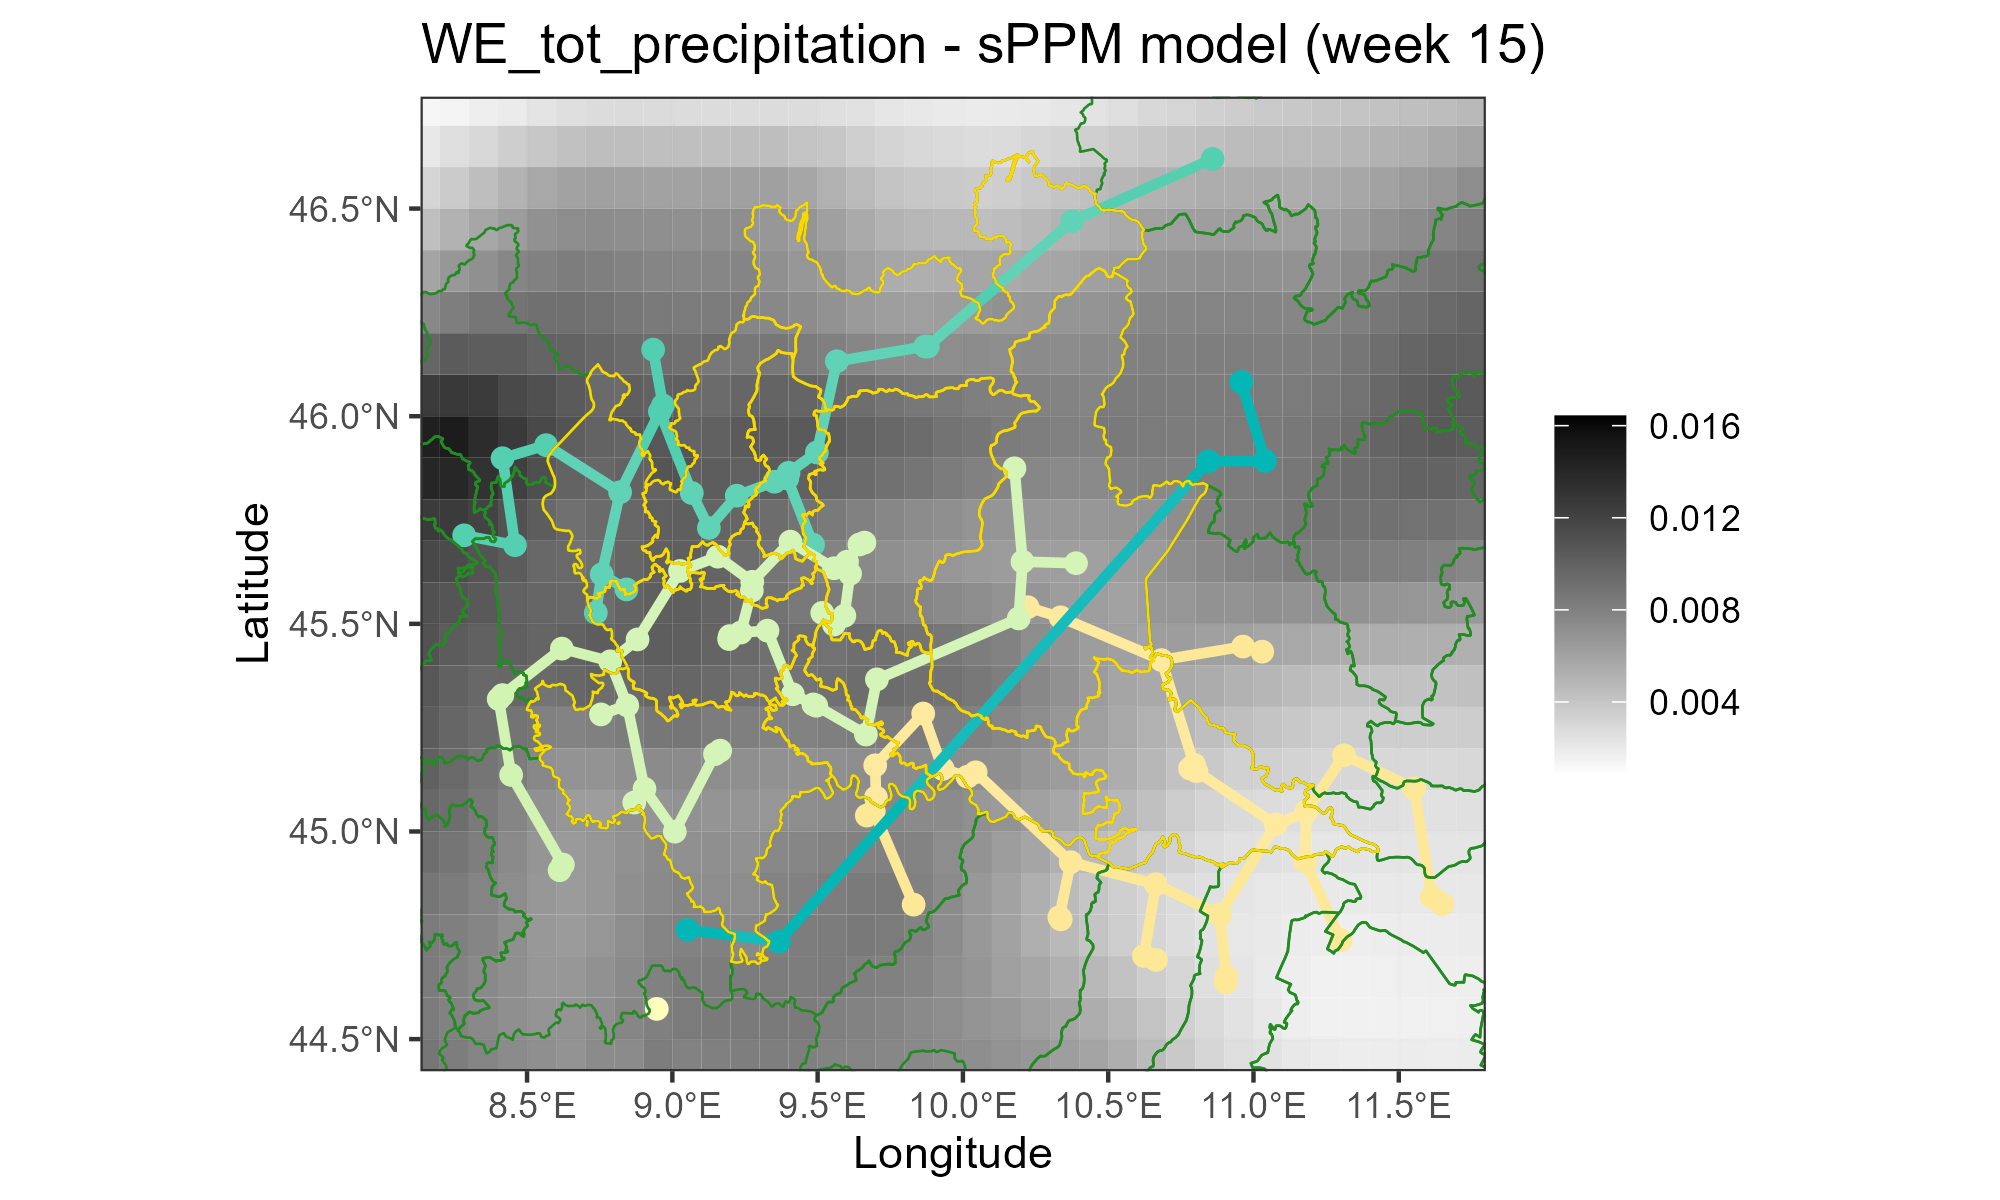 WE_tot_precipitation - sPPM model (week 15)
46.5°N
46.0°N
45.5°N
45.0°N
44.5°N
Latitude
8.5°E 9.0°E 9.5°E 10.0°E 10.5°E 11.0°E 11.5°E
Longitude
0.016
0.012
0.008
0.004